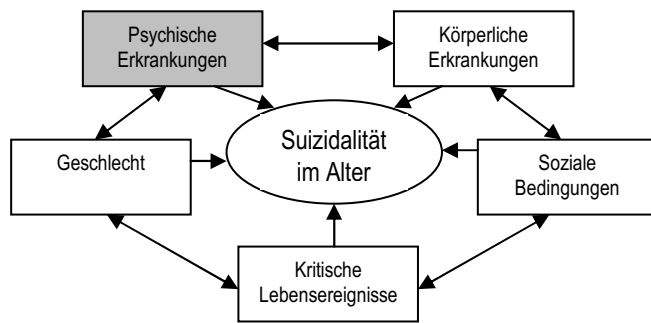 Psychische
Erkrankungen
Körperliche
Erkrankungen
Suizidalität
im Alter
Geschlecht
Soziale
Bedingungen
Kritische
Lebensereignisse